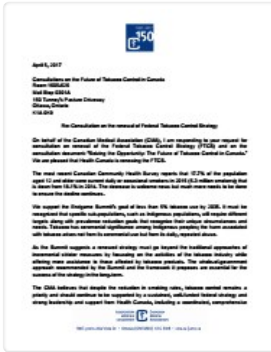 150
April 5, 2017
Consultations on the Future of Tobacco Control in Canada
Room
Mail Stop
150 Tunney's Pasture Driveway
Ottawa, Ontario
K1A 0K9
Re: Consultation on the renewal of Federal Tobacco Control Strategy
On behalf of the Canadian Medical Association (CMA), I am responding to your request for
consultation on renewal of the Federal Tobacco Control Strategy (FTCS) and on the
consultation document "Seizing the Opportunity: The Future of Tobacco Control in Canada."
We are pleased that Health Canada is renewing the FTCS.
The most recent Canadian Community Health Survey reports that 17.7% of the population
aged 12 and older were current daily or occasional smokers in 2015 (5.3 million smokers); that
is down from 18.1% in 2014. The decrease is welcome news but much more needs to be done
to ensure the decline continues.
We support the Endgame Summit's goal of less than 5% tobacco use by 2035. It must be
recognized that specific sub-populations, such as Indigenous populations, will require different
targets along with prevalence reduction goals that recognize their unique circumstances and
needs. Tobacco has ceremonial significance among Indigenous peoples; the harm associated
with tobacco arises not from its ceremonial use but from its daily, repeated abuse.
As the Summit suggests a renewed strategy must go beyond the traditional approaches of
incremental stricter measures by focussing on the activities of the tobacco industry while
offering more assistance to those affected by tobacco products. The whole-of-government
approach recommended by the Summit and the framework it proposes are essential for the
success of the strategy in the long-term.
The CMA believes that despite the reduction in smoking rates, tobacco control remains a
priority and should continue to be supported by a sustained, well-funded federal strategy and
strong leadership and support from Health Canada, including a coordinated, comprehensive